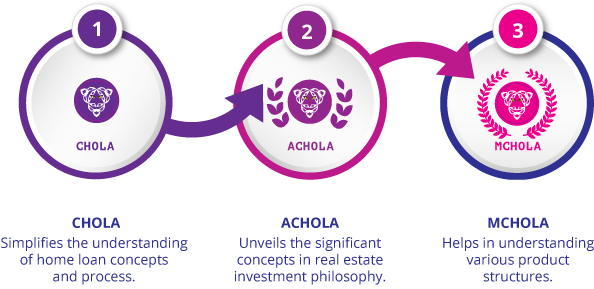 1
2
3
CHOLA
ACHOLA
MCHOLA
CHOLA
Simplifies the understanding
of home loan concepts
and process.
ACHOLA
Unveils the significant
concepts in real estate
investment philosophy.
MCHOLA
Helps in understanding
various product
structures.